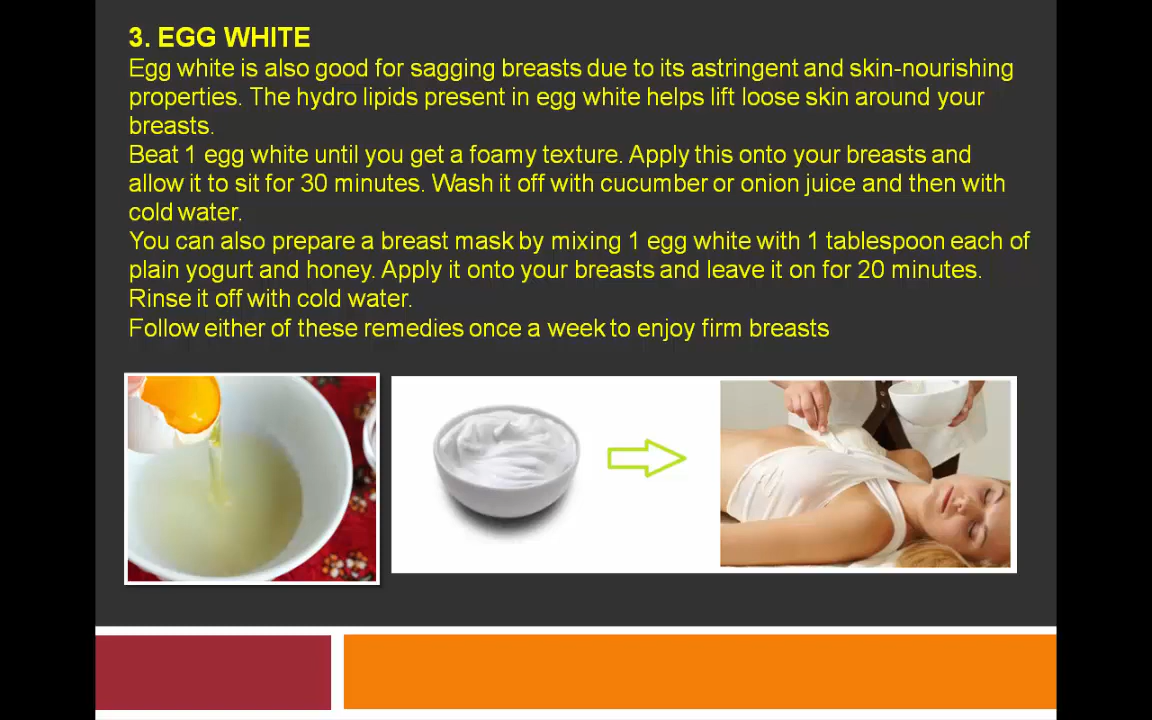 3. EGG WHITE
Egg white is also good for sagging breasts due to its astringent and skin-nourishing
properties. The hydro lipids present in egg white helps lift loose skin around your
breasts.
Beat 1 egg white until you get a foamy texture. Apply this onto your breasts and
allow it to sit for 30 minutes. Wash it off with cucumber or onion juice and then with
cold water.
You can also prepare a breast mask by mixing 1 egg white with 1 tablespoon each of
plain yogurt and honey. Apply it onto your breasts and leave it on for 20 minutes.
Rinse it off with cold water.
Follow either of these remedies once a week to enjoy firm breasts